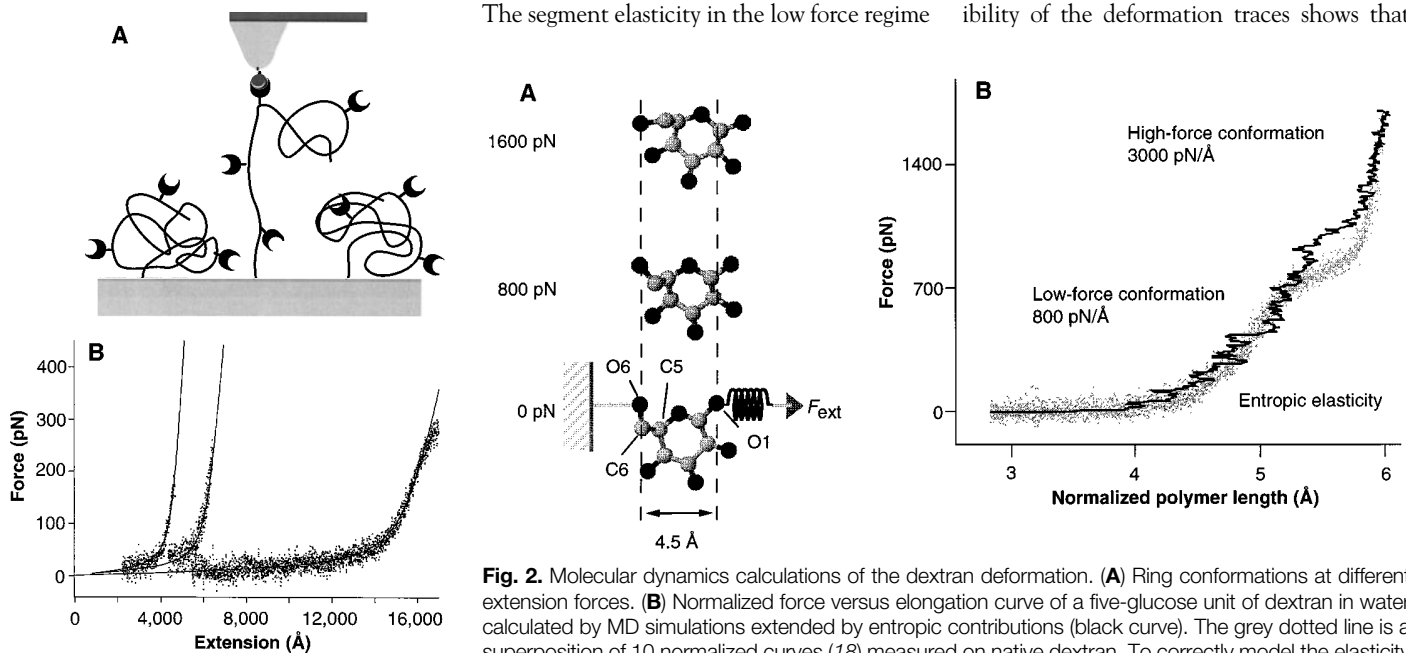 The segment elasticity in the low force regime
ibility of the deformation traces shows that
A
B
400
300
200
100
0
Force (pN)
0
4,000
8,000
12,000
16,000
Extension (Å)
A
1600 pN
800 pN
0 pN
O6
C5
C6
O1
Fext
4.5 Å
B
High-force conformation
3000 pN/Å
1400
Force (pN)
700
Low-force conformation
800 pN/Å
0
Entropic elasticity
3
4
5
6
Normalized polymer length (Å)
Fig. 2. Molecular dynamics calculations of the dextran deformation. (A) Ring conformations at different
extension forces. (B) Normalized force versus elongation curve of a five-glucose unit of dextran in water
calculated by MD simulations extended by entropic contributions (black curve). The grey dotted line is a
superposition of 10 normalized curves (18) measured on native dextran. To correctly model the elasticity